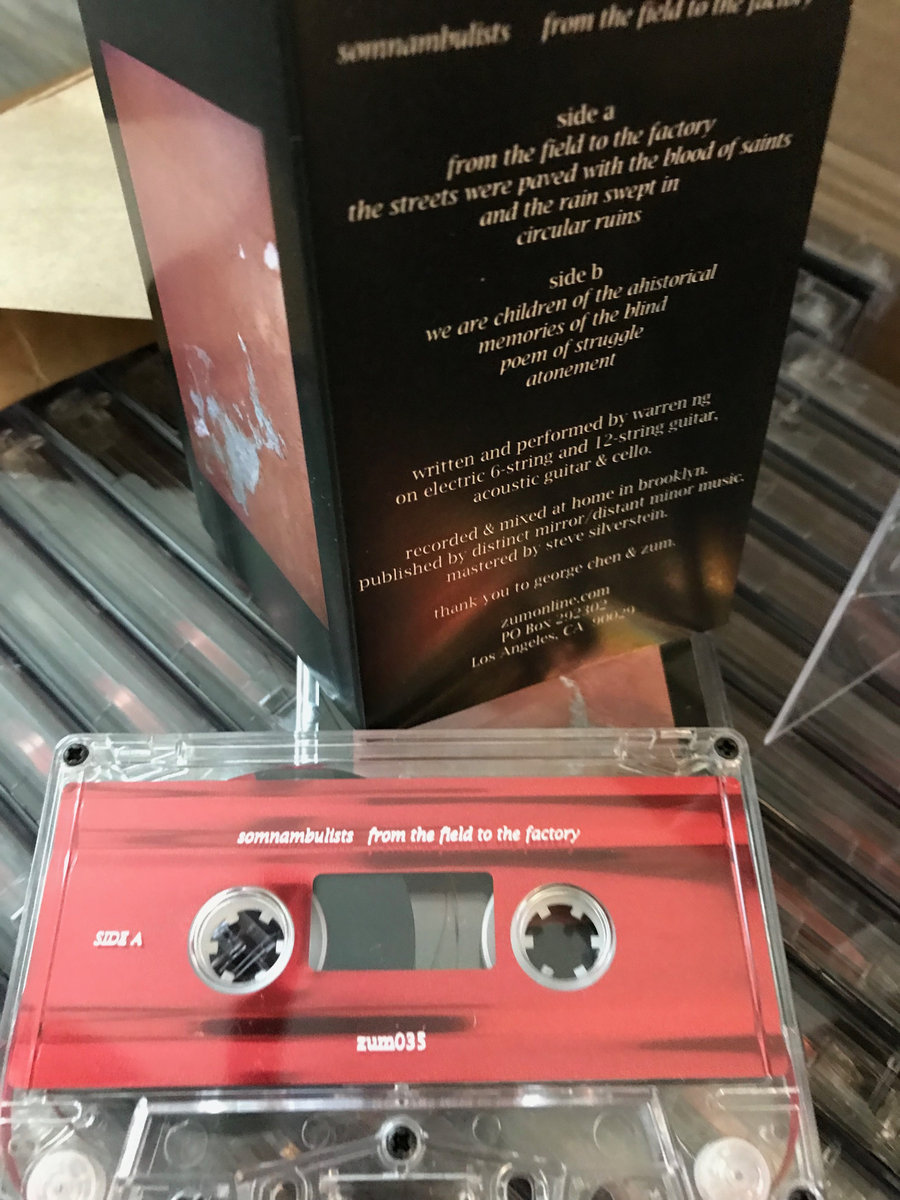 somnambulists from the field to the factory
side a
from the field to the factory
the streets were paved with the blood of saints
and the rain swept in
circular ruins
side b
we are children of the ahistorical
memories of the blind
poem of struggle
atonement
written and performed by warren ng
on electric 6-string and 12-string guitar,
acoustic guitar & cello.
recorded & mixed at home in brooklyn.
published by distinct mirror/distant minor music.
mastered by steve silverstein.
thank you to george chen & zum.
zumonline.com
PO Box 292302
Los Angeles, CA 90029
somnambulists from the field to the factory
SIDE A
zum035